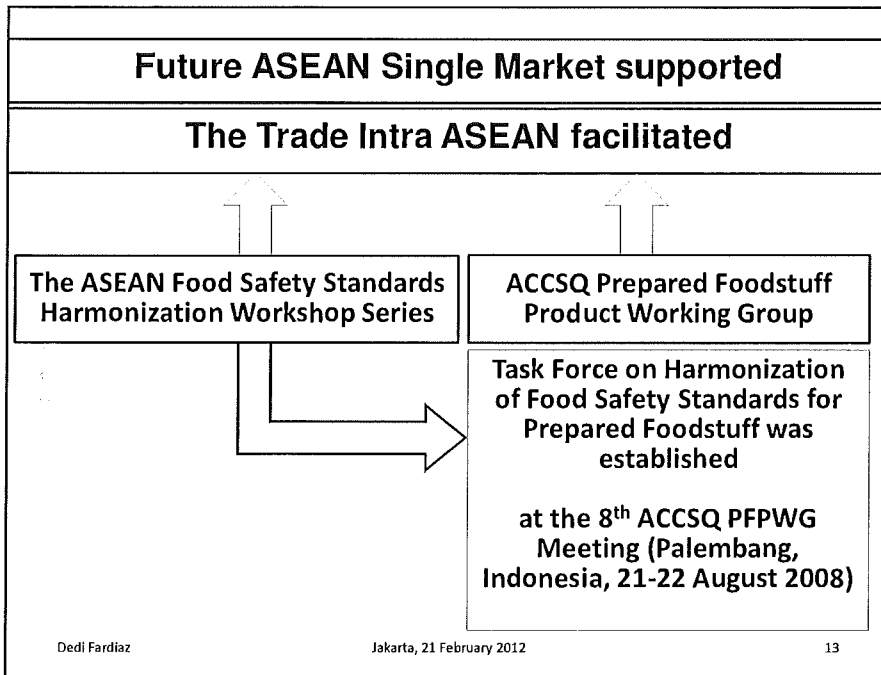 Future ASEAN Single Market supported
The Trade Intra ASEAN facilitated
The ASEAN Food Safety Standards
Harmonization Workshop Series
ACCSQ Prepared Foodstuff
Product Working Group
Task Force on Harmonization
of Food Safety Standards for
Prepared Foodstuff was
established
at the 8th ACCSQ PFPWG
Meeting (Palembang,
Indonesia, 21-22 August 2008)
Dedi Fardiaz
Jakarta, 21 February 2012
13